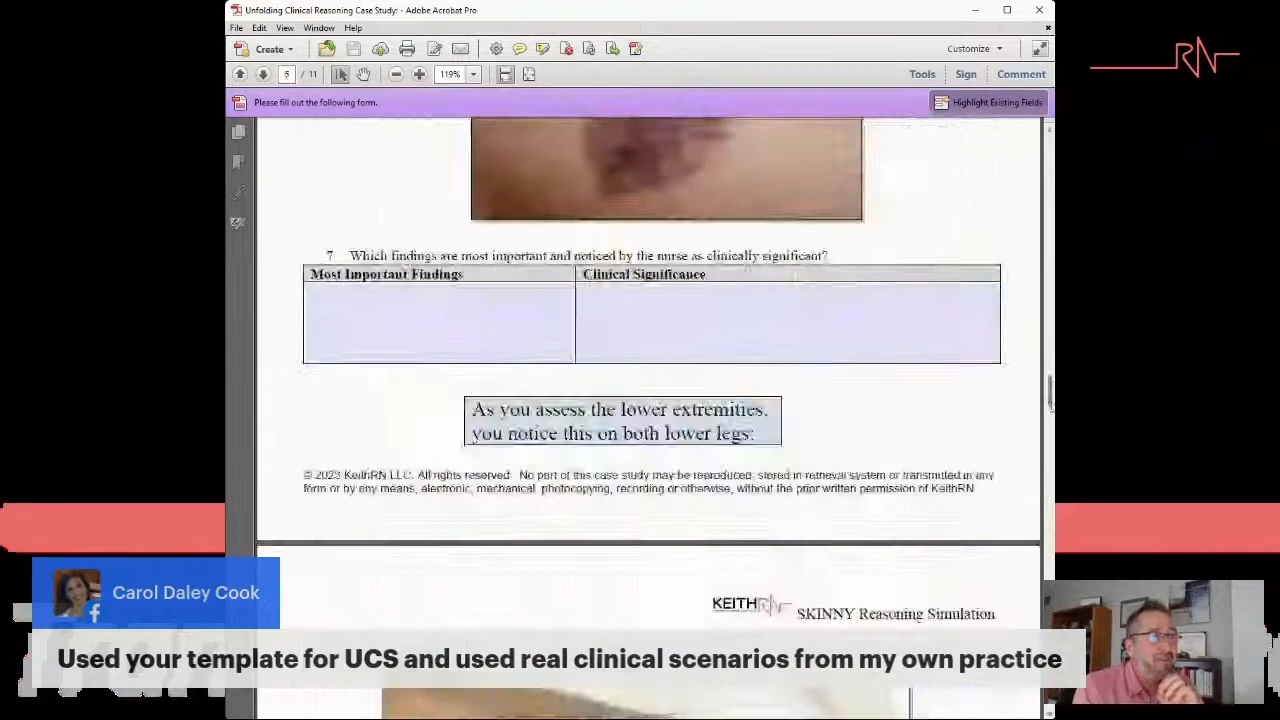 Unfolding Clinical Reasoning Case Study: - Adobe Acrobat Pro
File Edit View Window Help
Create
Customize
5 / 11
119%
Tools Sign Comment
Please fill out the following form.
Highlight Existing Fields
RN
7 Which findings are most important and noticed by the nurse as clinically significant?
Most Important Findings Clinical Significance
As you assess the lower extremities,
you notice this on both lower legs:
© 2023 KeithRN LLC. All rights reserved. No part of this case study may be reproduced, stored in retrieval system or transmitted in any
form or by any means, electronic, mechanical, photocopying, recording or otherwise, without the prior written permission of KeithRN
KEITHRN SKINNY Reasoning Simulation
Carol Daley Cook
Used your template for UCS and used real clinical scenarios from my own practice